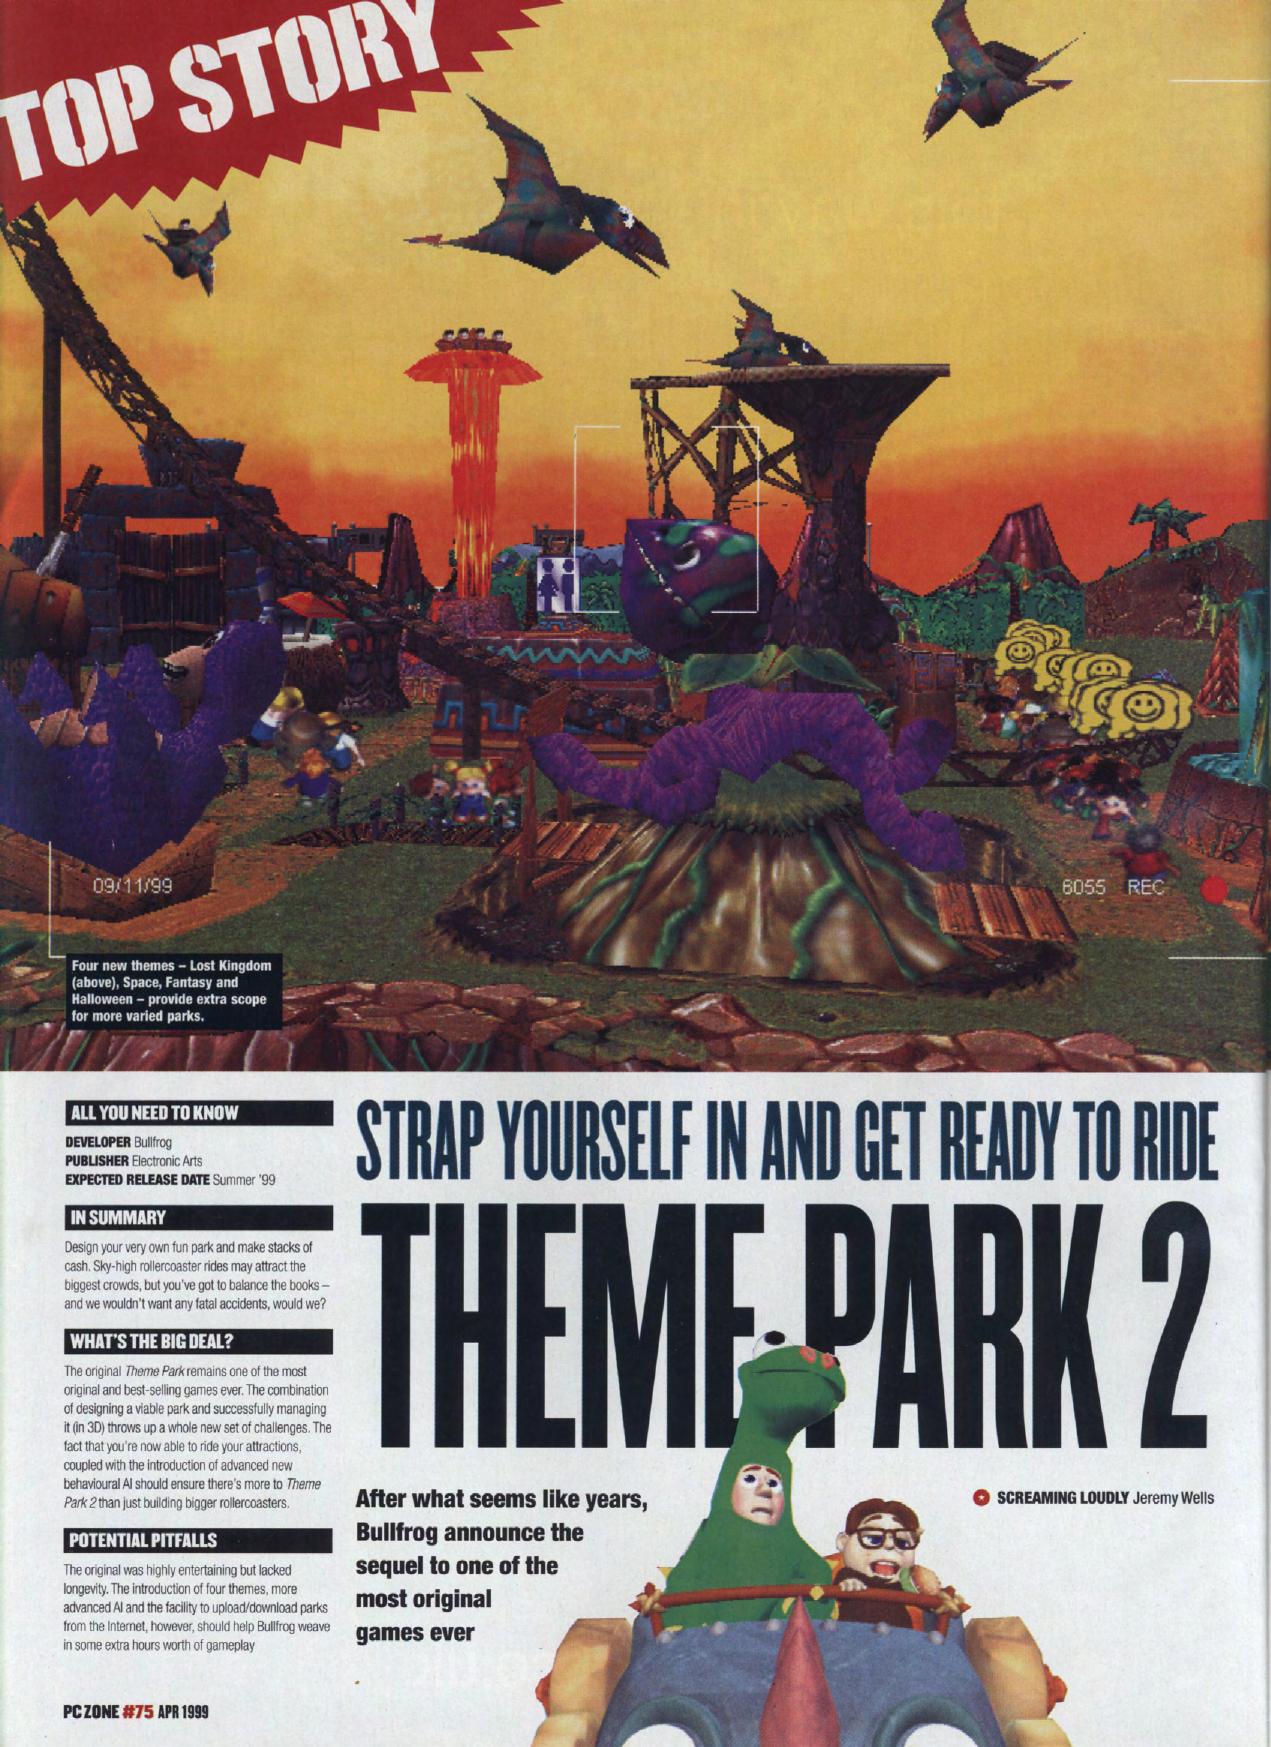 TOP STORY
09/11/99
6055 REC
Four new themes – Lost Kingdom
(above), Space, Fantasy and
Halloween – provide extra scope
for more varied parks.
ALL YOU NEED TO KNOW
DEVELOPER Bullfrog
PUBLISHER Electronic Arts
EXPECTED RELEASE DATE Summer '99
IN SUMMARY
Design your very own fun park and make stacks of
cash. Sky-high rollercoaster rides may attract the
biggest crowds, but you've got to balance the books –
and we wouldn't want any fatal accidents, would we?
WHAT'S THE BIG DEAL?
The original Theme Park remains one of the most
original and best-selling games ever. The combination
of designing a viable park and successfully managing
it (in 3D) throws up a whole new set of challenges. The
fact that you're now able to ride your attractions,
coupled with the introduction of advanced new
behavioural AI should ensure there's more to Theme
Park 2 than just building bigger rollercoasters.
POTENTIAL PITFALLS
The original was highly entertaining but lacked
longevity. The introduction of four themes, more
advanced AI and the facility to upload/download parks
from the Internet, however, should help Bullfrog weave
in some extra hours worth of gameplay
STRAP YOURSELF IN AND GET READY TO RIDE
THEME PARK 2
After what seems like years,
Bullfrog announce the
sequel to one of the
most original
games ever
SCREAMING LOUDLY Jeremy Wells
PC ZONE #75 APR 1999